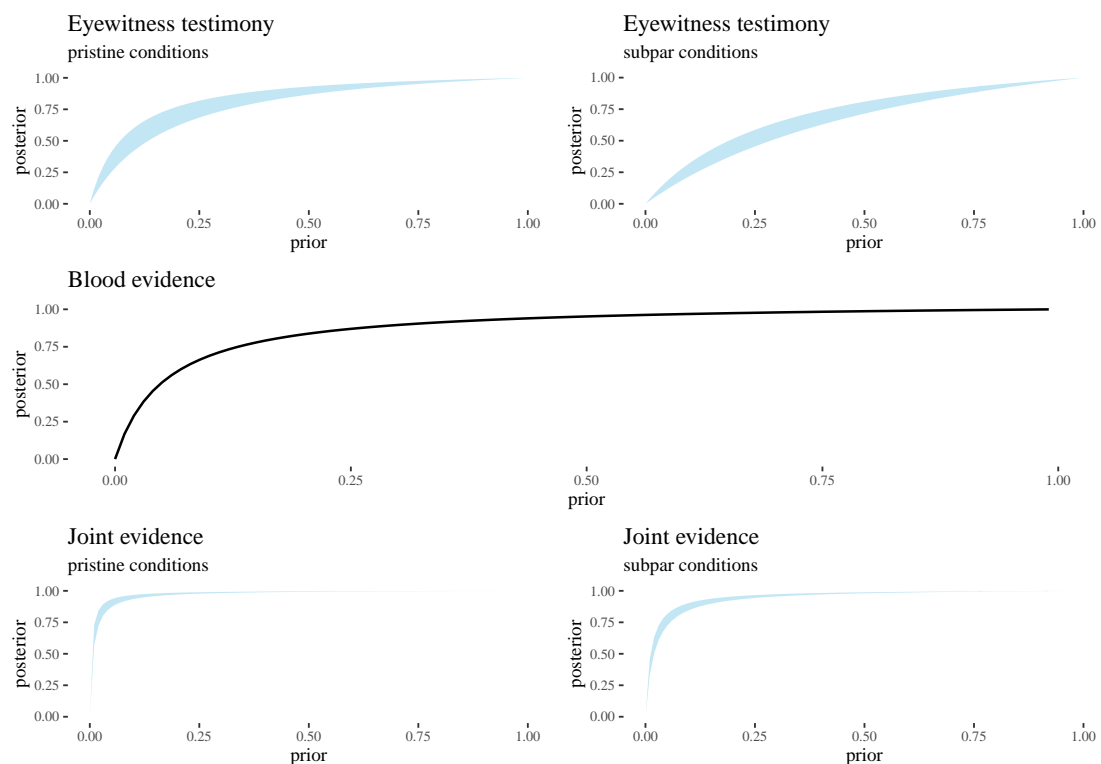 Eyewitness testimony
pristine conditions
1.00
0.75
0.50
0.25
0.00
posterior
0.00 0.25 0.50 0.75 1.00
prior
Eyewitness testimony
subpar conditions
1.00
0.75
0.50
0.25
0.00
posterior
0.00 0.25 0.50 0.75 1.00
prior
Blood evidence
1.00
0.75
0.50
0.25
0.00
posterior
0.00 0.25 0.50 0.75 1.00
prior
Joint evidence
pristine conditions
1.00
0.75
0.50
0.25
0.00
posterior
0.00 0.25 0.50 0.75 1.00
prior
Joint evidence
subpar conditions
1.00
0.75
0.50
0.25
0.00
posterior
0.00 0.25 0.50 0.75 1.00
prior